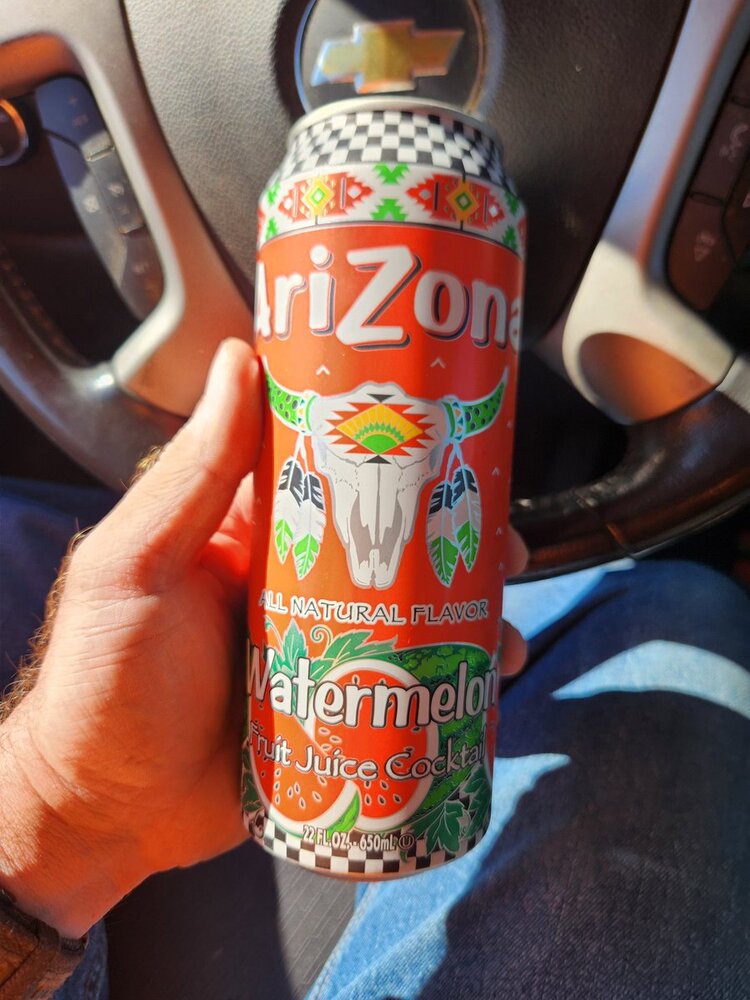 AriZona
ALL NATURAL FLAVOR
Watermelon
Fruit Juice Cocktail
22 FL.OZ. - 650mL Ⓤ